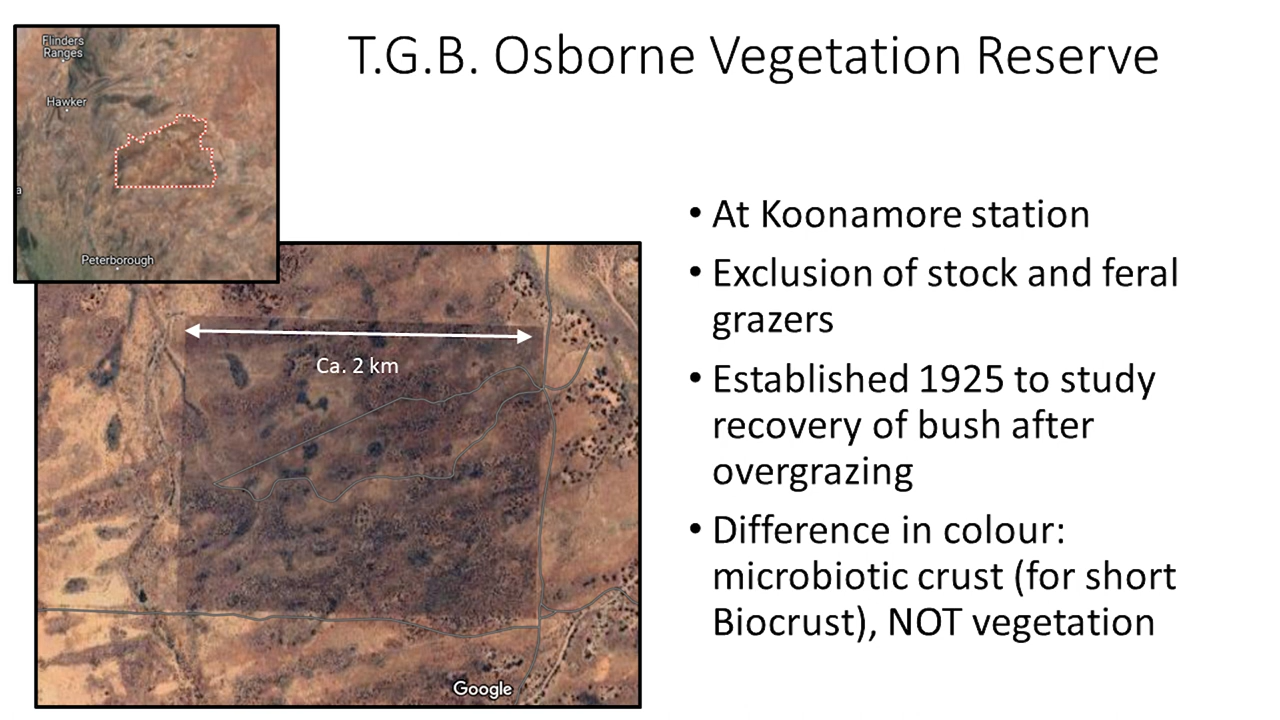 T.G.B. Osborne Vegetation Reserve
Flinders
Ranges
Hawker
a
Peterborough
Ca. 2 km
Google
• At Koonamore station
• Exclusion of stock and feral
grazers
• Established 1925 to study
recovery of bush after
overgrazing
• Difference in colour:
microbiotic crust (for short
Biocrust), NOT vegetation